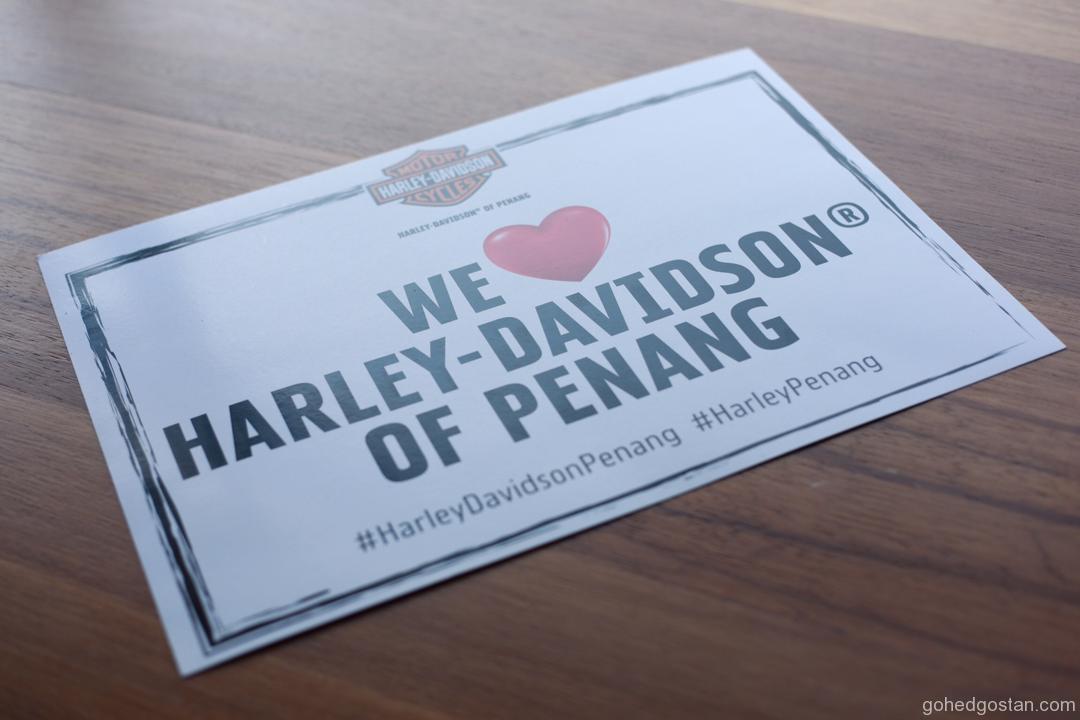 MOTOR
HARLEY-DAVIDSON
CYCLES
HARLEY-DAVIDSON® OF PENANG
WE
HARLEY-DAVIDSON®
OF PENANG
#HarleyDavidsonPenang #HarleyPenang
gohedgostan.com